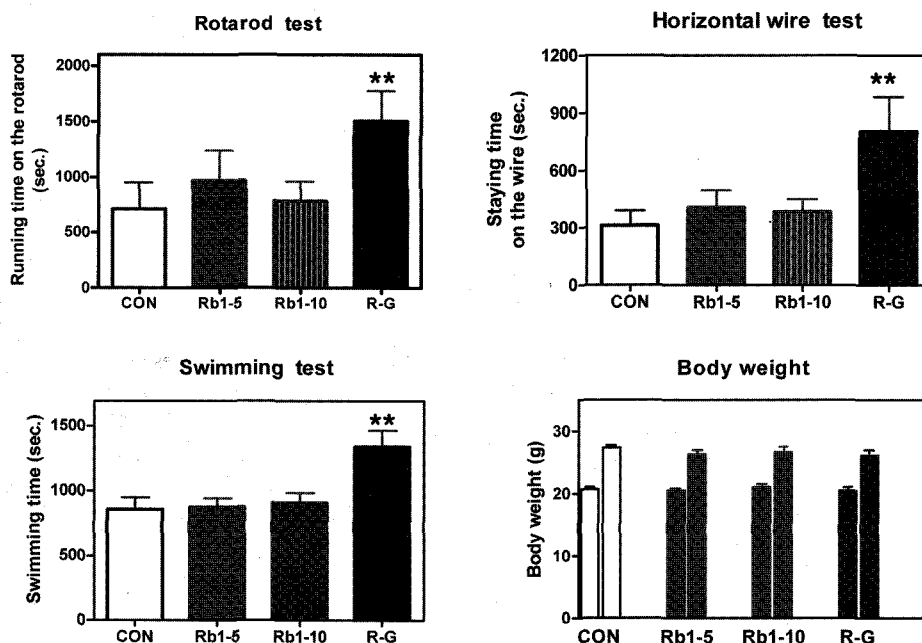 Rotarod test
Running time on the rotarod
(sec.)
2000
1500
1000
500
0
**
CON Rb1-5 Rb1-10 R-G
Horizontal wire test
Staying time
on the wire (sec.)
1200
900
600
300
0
**
CON Rb1-5 Rb1-10 R-G
Swimming test
Swimming time (sec.)
1500
1000
500
0
**
CON Rb1-5 Rb1-10 R-G
Body weight
Body weight (g)
30
20
10
0
CON Rb1-5 Rb1-10 R-G